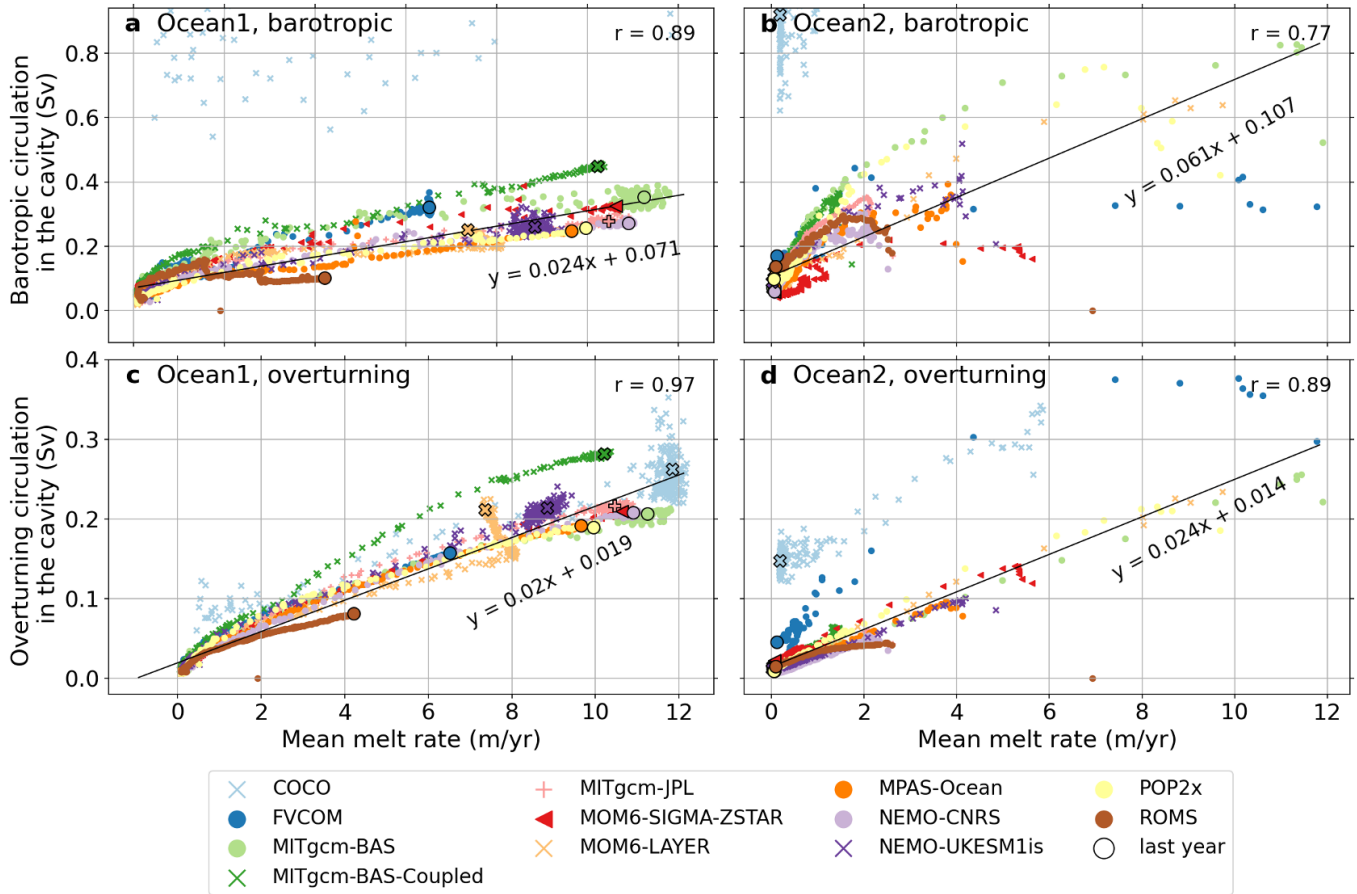 a Ocean1, barotropic
r = 0.89
b Ocean2, barotropic
r = 0.77
Barotropic circulation
in the cavity (Sv)
0.8
0.6
0.4
0.2
0.0
y = 0.024x + 0.071
y = 0.061x + 0.107
c Ocean1, overturning
r = 0.97
d Ocean2, overturning
r = 0.89
Overturning circulation
in the cavity (Sv)
0.4
0.3
0.2
0.1
0.0
y = 0.02x + 0.019
y = 0.024x + 0.014
0 2 4 6 8 10 12
0 2 4 6 8 10 12
Mean melt rate (m/yr)
Mean melt rate (m/yr)
COCO
FVCOM
MITgcm-BAS
MITgcm-BAS-Coupled
MITgcm-JPL
MOM6-SIGMA-ZSTAR
MOM6-LAYER
MPAS-Ocean
NEMO-CNRS
NEMO-UKESM1is
POP2x
ROMS
last year